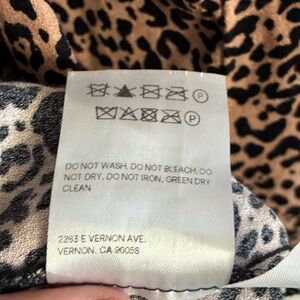 P
P
DO NOT WASH, DO NOT BLEACH, DO
NOT DRY, DO NOT IRON, GREEN DRY
CLEAN
2263 E VERNON AVE.
VERNON, CA 90058